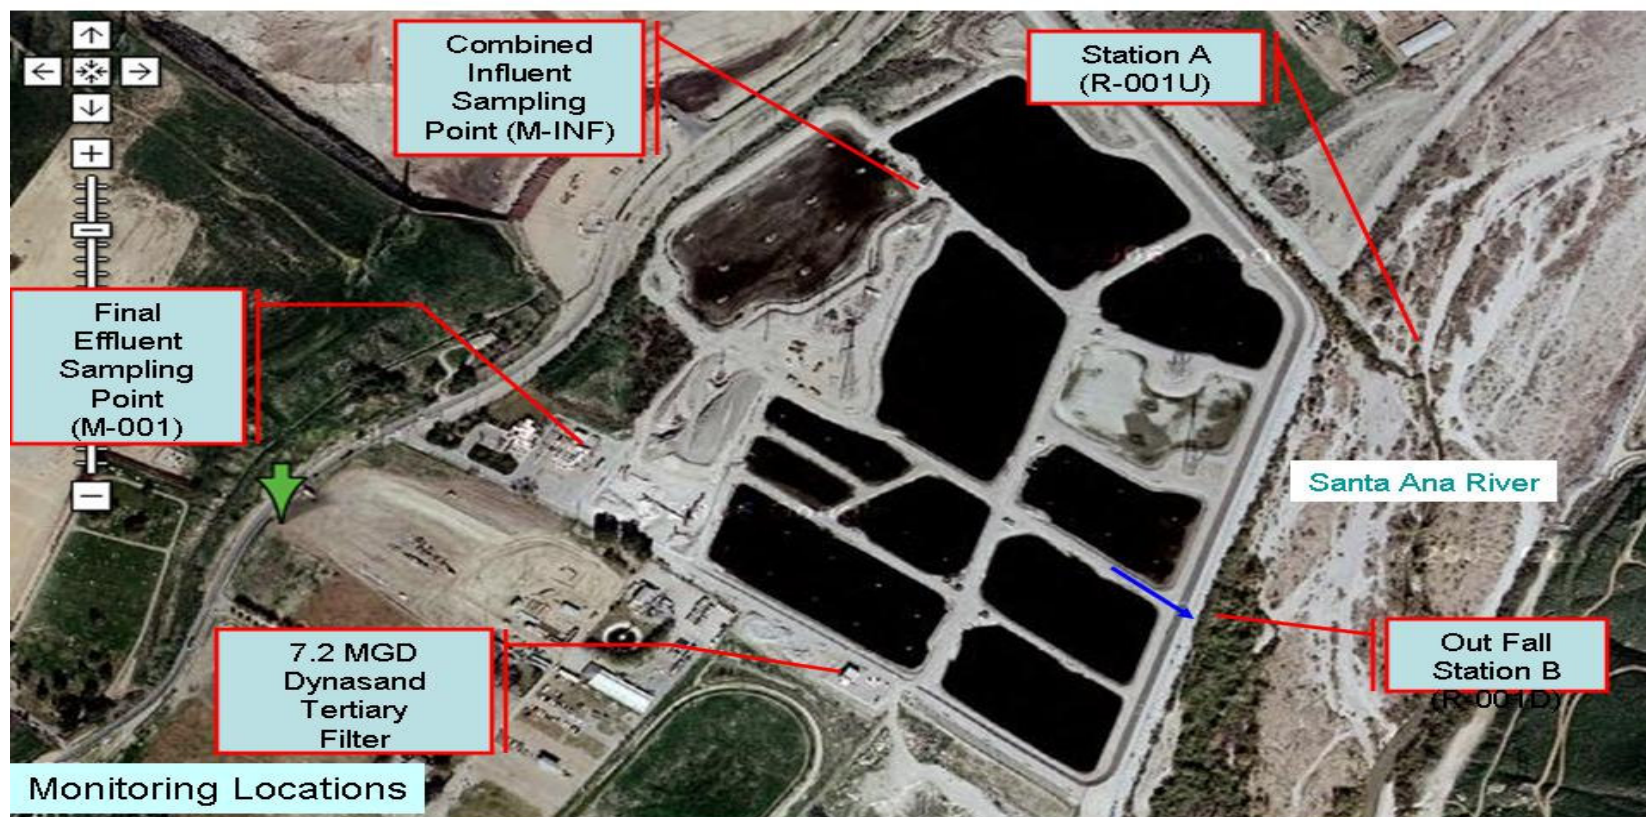 Combined
Influent
Sampling
Point (M-INF)
Station A
(R-001U)
Final
Effluent
Sampling
Point
(M-001)
Santa Ana River
7.2 MGD
Dynasand
Tertiary
Filter
Out Fall
Station B
(R-001D)
Monitoring Locations